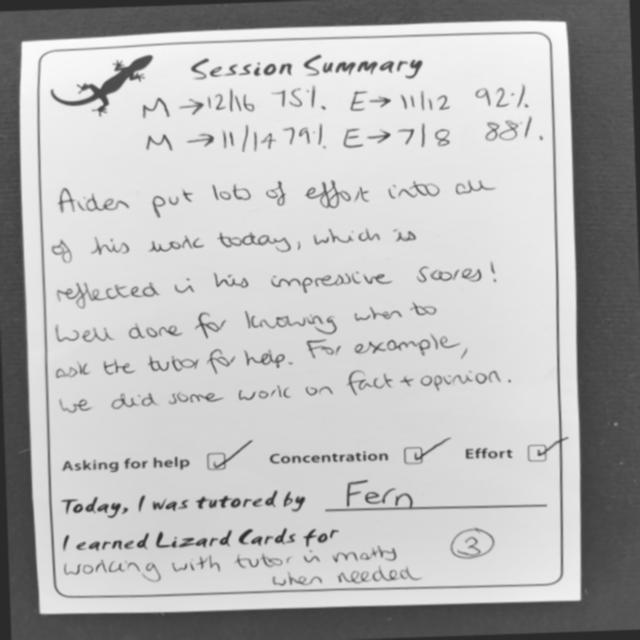 Session Summary
M → 12/16 75%. E → 11/12 92%.
M → 11/14 79% E → 7/8 88%.
Aiden put lots of effort into all
of his work today, which is
reflected in his impressive scores!
Well done for knowing when to
ask the tutor for help. For example,
we did some work on fact + opinion.
Asking for help ✓ Concentration ✓ Effort ✓
Today, I was tutored by Fern
I earned Lizard Cards for
working with tutor in maths 3
when needed